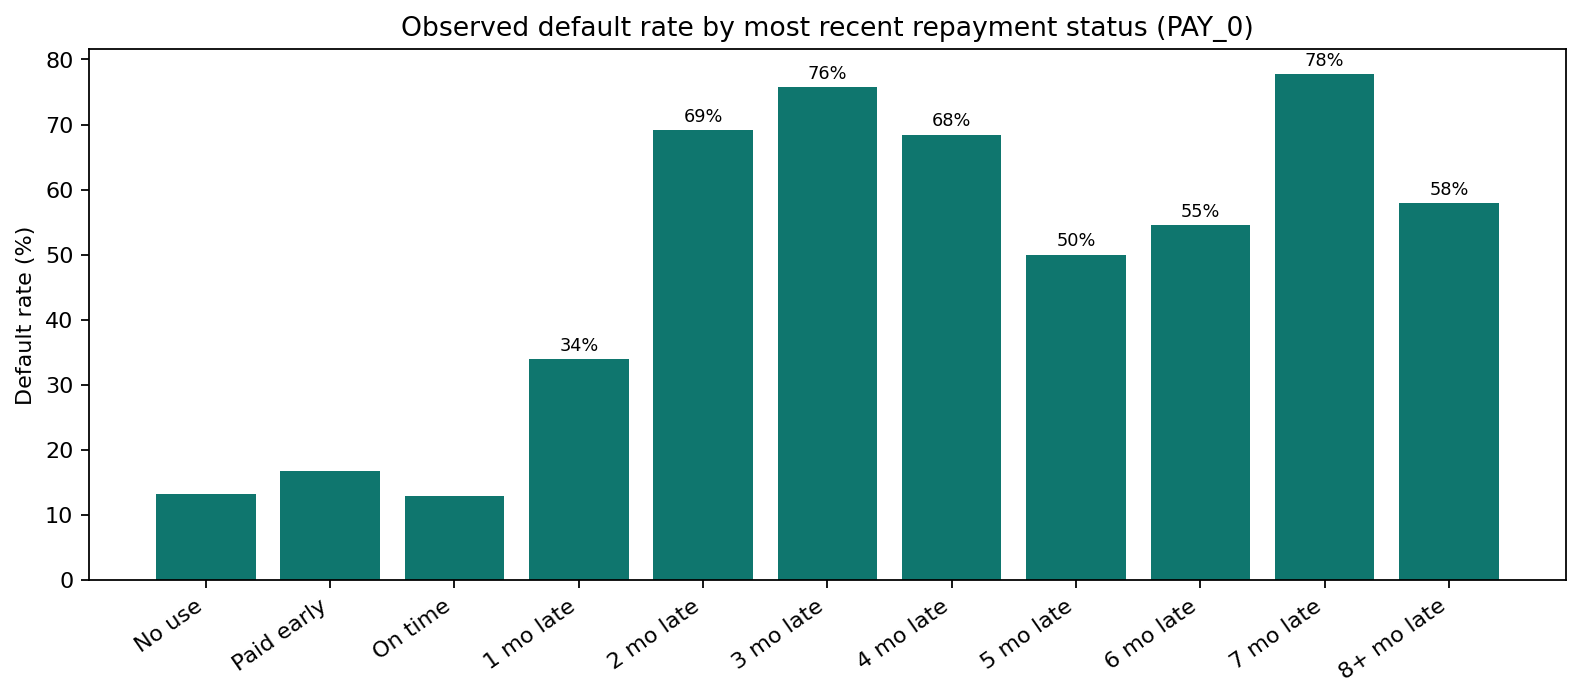 Observed default rate by most recent repayment status (PAY_0)
Default rate (%)
80
70
60
50
40
30
20
10
0
34%
69%
76%
68%
50%
55%
78%
58%
No use
Paid early
On time
1 mo late
2 mo late
3 mo late
4 mo late
5 mo late
6 mo late
7 mo late
8+ mo late